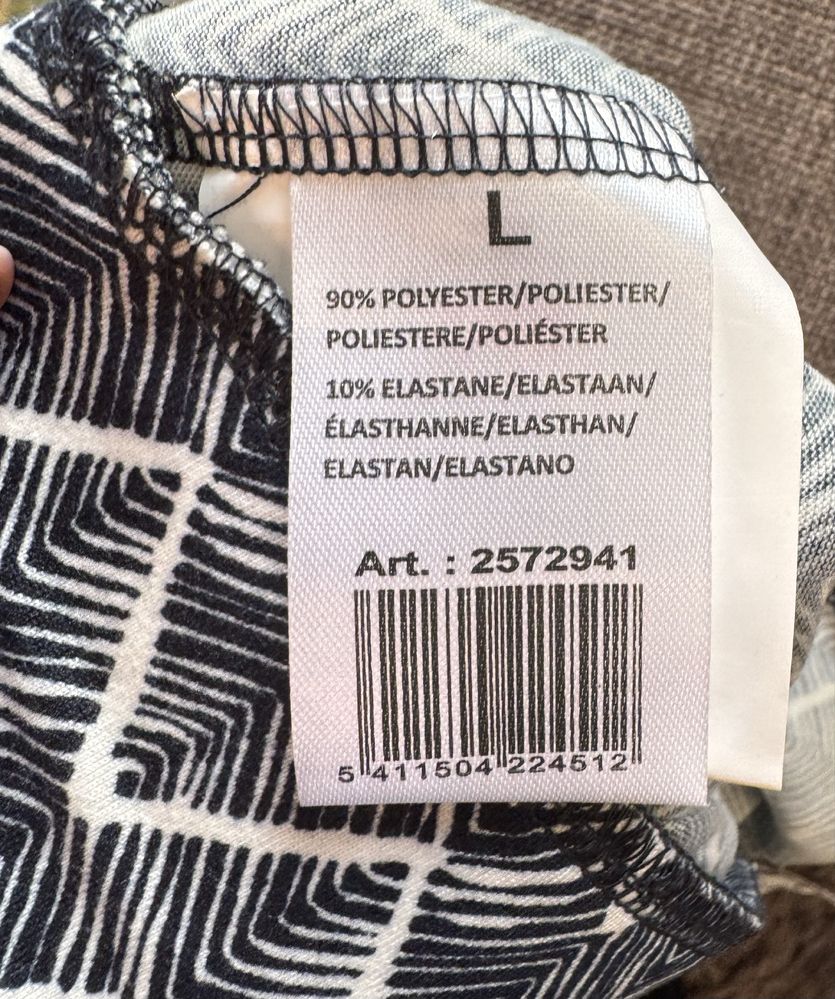 L
90% POLYESTER/POLIESTER/
POLIESTERE/POLIÉSTER
10% ELASTANE/ELASTAAN/
ÉLASTHANNE/ELASTHAN/
ELASTAN/ELASTANO
Art. : 2572941
5 411504 224512